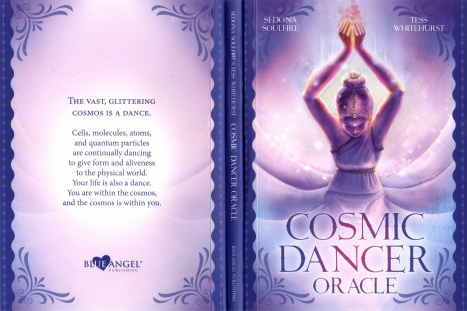 THE VAST, GLITTERING
COSMOS IS A DANCE.
Cells, molecules, atoms,
and quantum particles
are continually dancing
to give form and aliveness
to the physical world.
Your life is also a dance.
You are within the cosmos,
and the cosmos is within you.
BLUE ANGEL®
PUBLISHING
SEDONA SOULFIRE & TESS WHITEHURST
COSMIC DANCER ORACLE
BLUE ANGEL PUBLISHING
SEDONA
SOULFIRE
TESS
WHITEHURST
COSMIC
DANCER
ORACLE